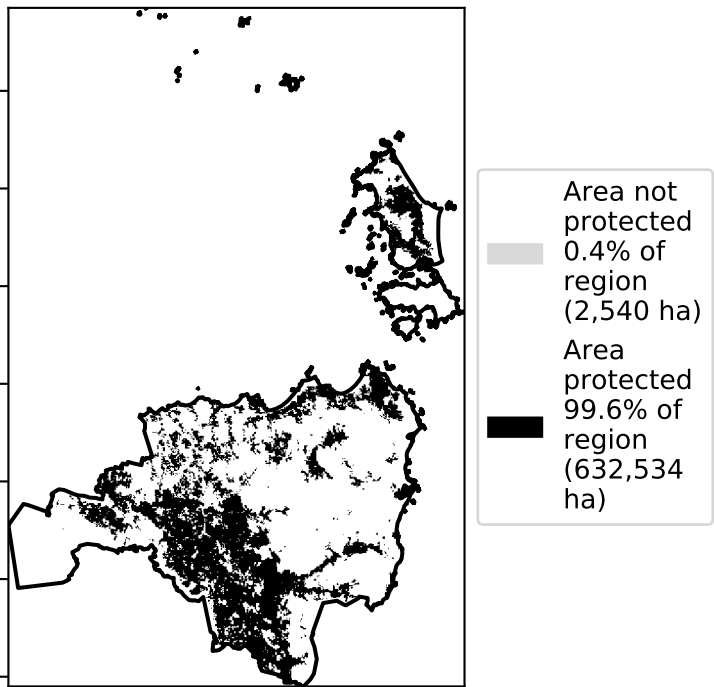 Area not
protected
0.4% of
region
(2,540 ha)
Area
protected
99.6% of
region
(632,534
ha)